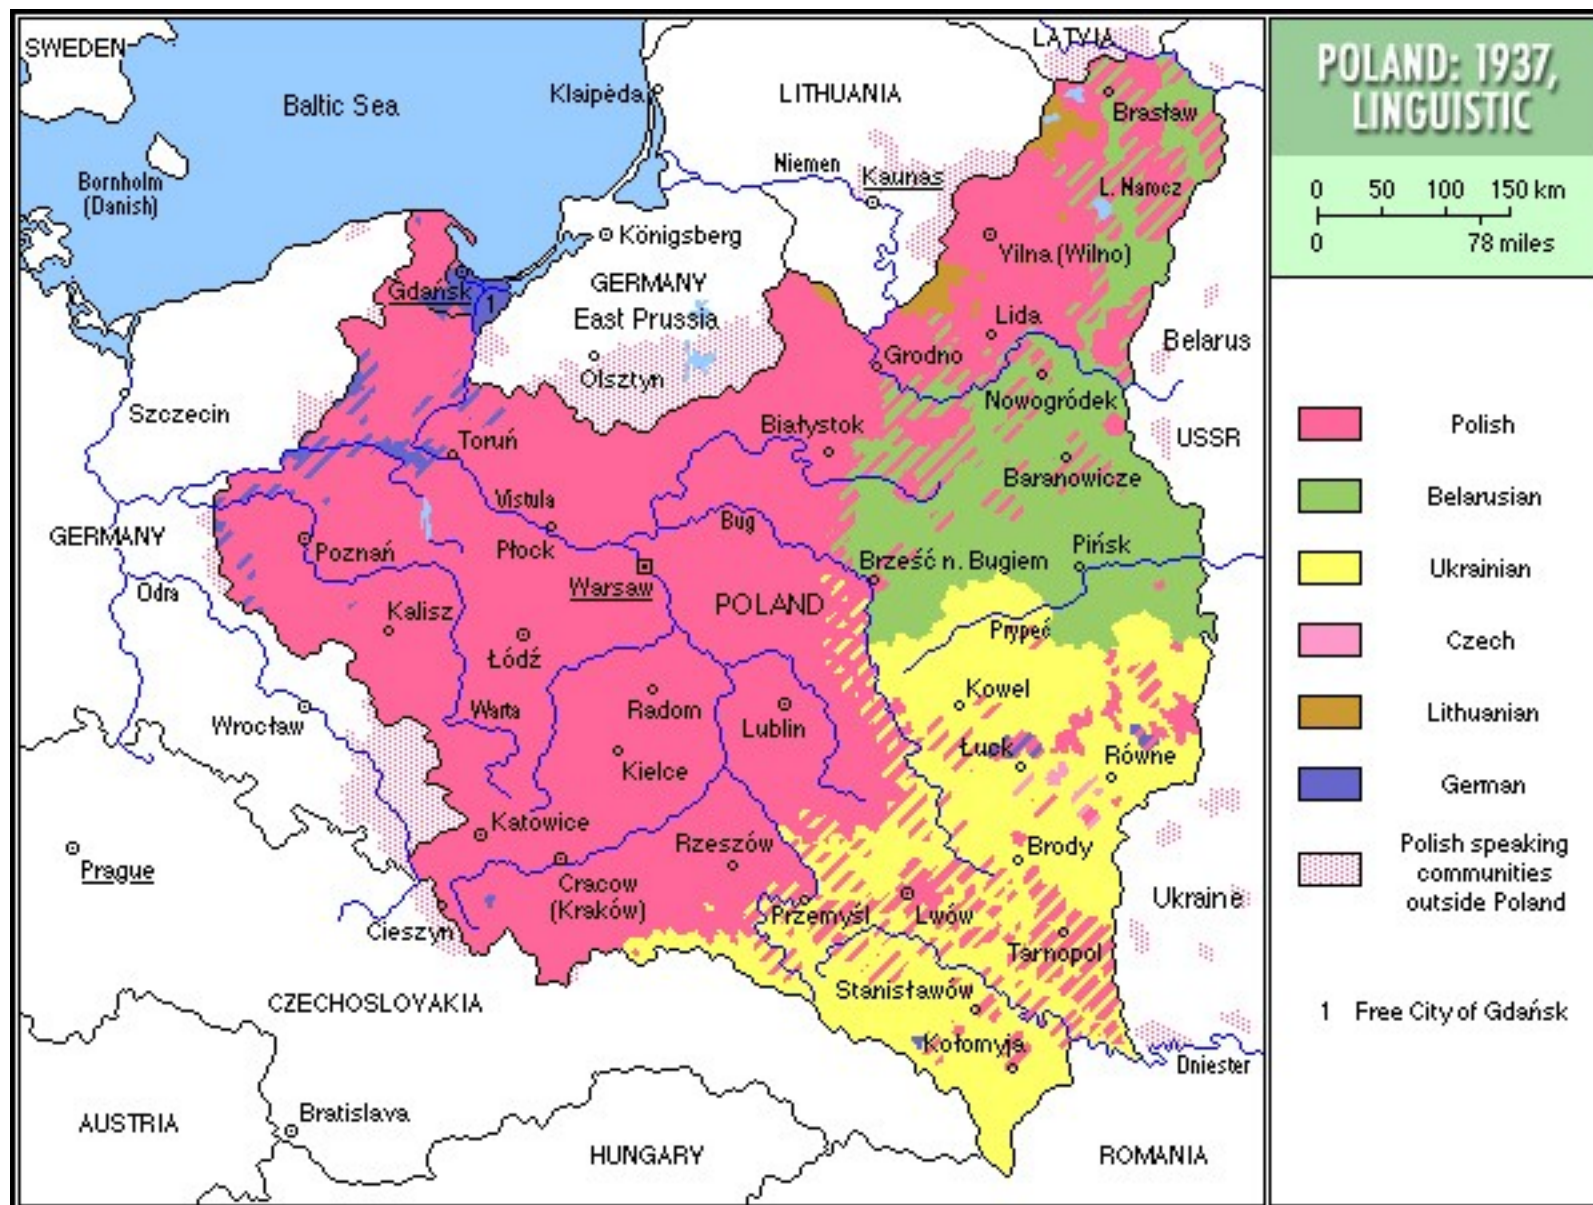 SWEDEN
Baltic Sea
Klaipėda
LITHUANIA
LATVIA
Brasław
Bornholm
(Danish)
Niemen
Kaunas
L. Narocz
Königsberg
Vilna (Wilno)
Gdańsk
1
GERMANY
East Prussia
Lida
Belarus
Grodno
Olsztyn
Szczecin
Nowogródek
Toruń
Białystok
USSR
Baranowicze
Vistula
Bug
GERMANY
Poznań
Płock
Pińsk
Brześć n. Bugiem
Odra
Warsaw
POLAND
Kalisz
Prypeć
Łódź
Kowel
Warta
Radom
Lublin
Wrocław
Łuck
Równe
Kielce
Katowice
Rzeszów
Brody
Prague
Cracow
(Kraków)
Przemyśl
Lwów
Ukraine
Cieszyn
Tarnopol
Stanisławów
CZECHOSLOVAKIA
Kołomyja
Dniester
Bratislava
AUSTRIA
HUNGARY
ROMANIA
POLAND: 1937,
LINGUISTIC
0 50 100 150 km
0 78 miles
Polish
Belarusian
Ukrainian
Czech
Lithuanian
German
Polish speaking
communities
outside Poland
1 Free City of Gdańsk